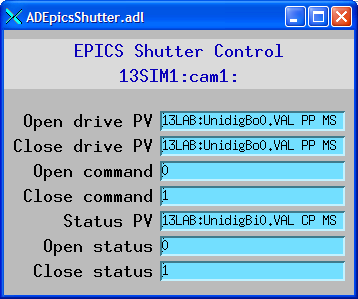 ADEpicsShutter.adl
EPICS Shutter Control
13SIM1:cam1:
Open drive PV 13LAB:UnidigBo0.VAL PP MS
Close drive PV 13LAB:UnidigBo0.VAL PP MS
Open command 0
Close command 1
Status PV 13LAB:UnidigBi0.VAL CP MS
Open status 0
Close status 1